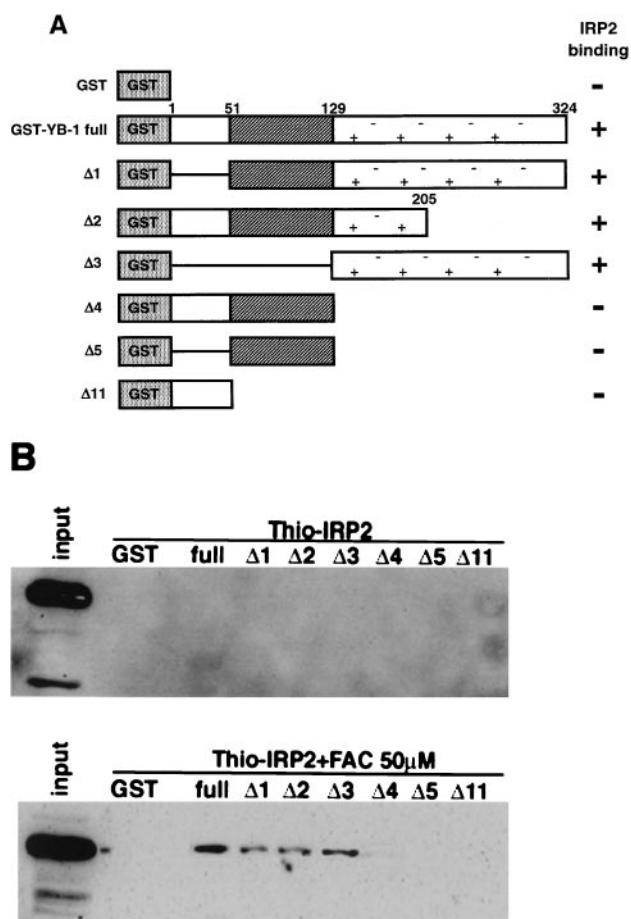 A
IRP2
binding
GST GST -
1 51 129 324
GST-YB-1 full GST - - - - + + + + +
Δ1 GST - - - - + + + + +
205
Δ2 GST - + + +
Δ3 GST - - - - + + + + +
Δ4 GST -
Δ5 GST -
Δ11 GST -
B
input
Thio-IRP2
GST full Δ1 Δ2 Δ3 Δ4 Δ5 Δ11
input
Thio-IRP2+FAC 50μM
GST full Δ1 Δ2 Δ3 Δ4 Δ5 Δ11